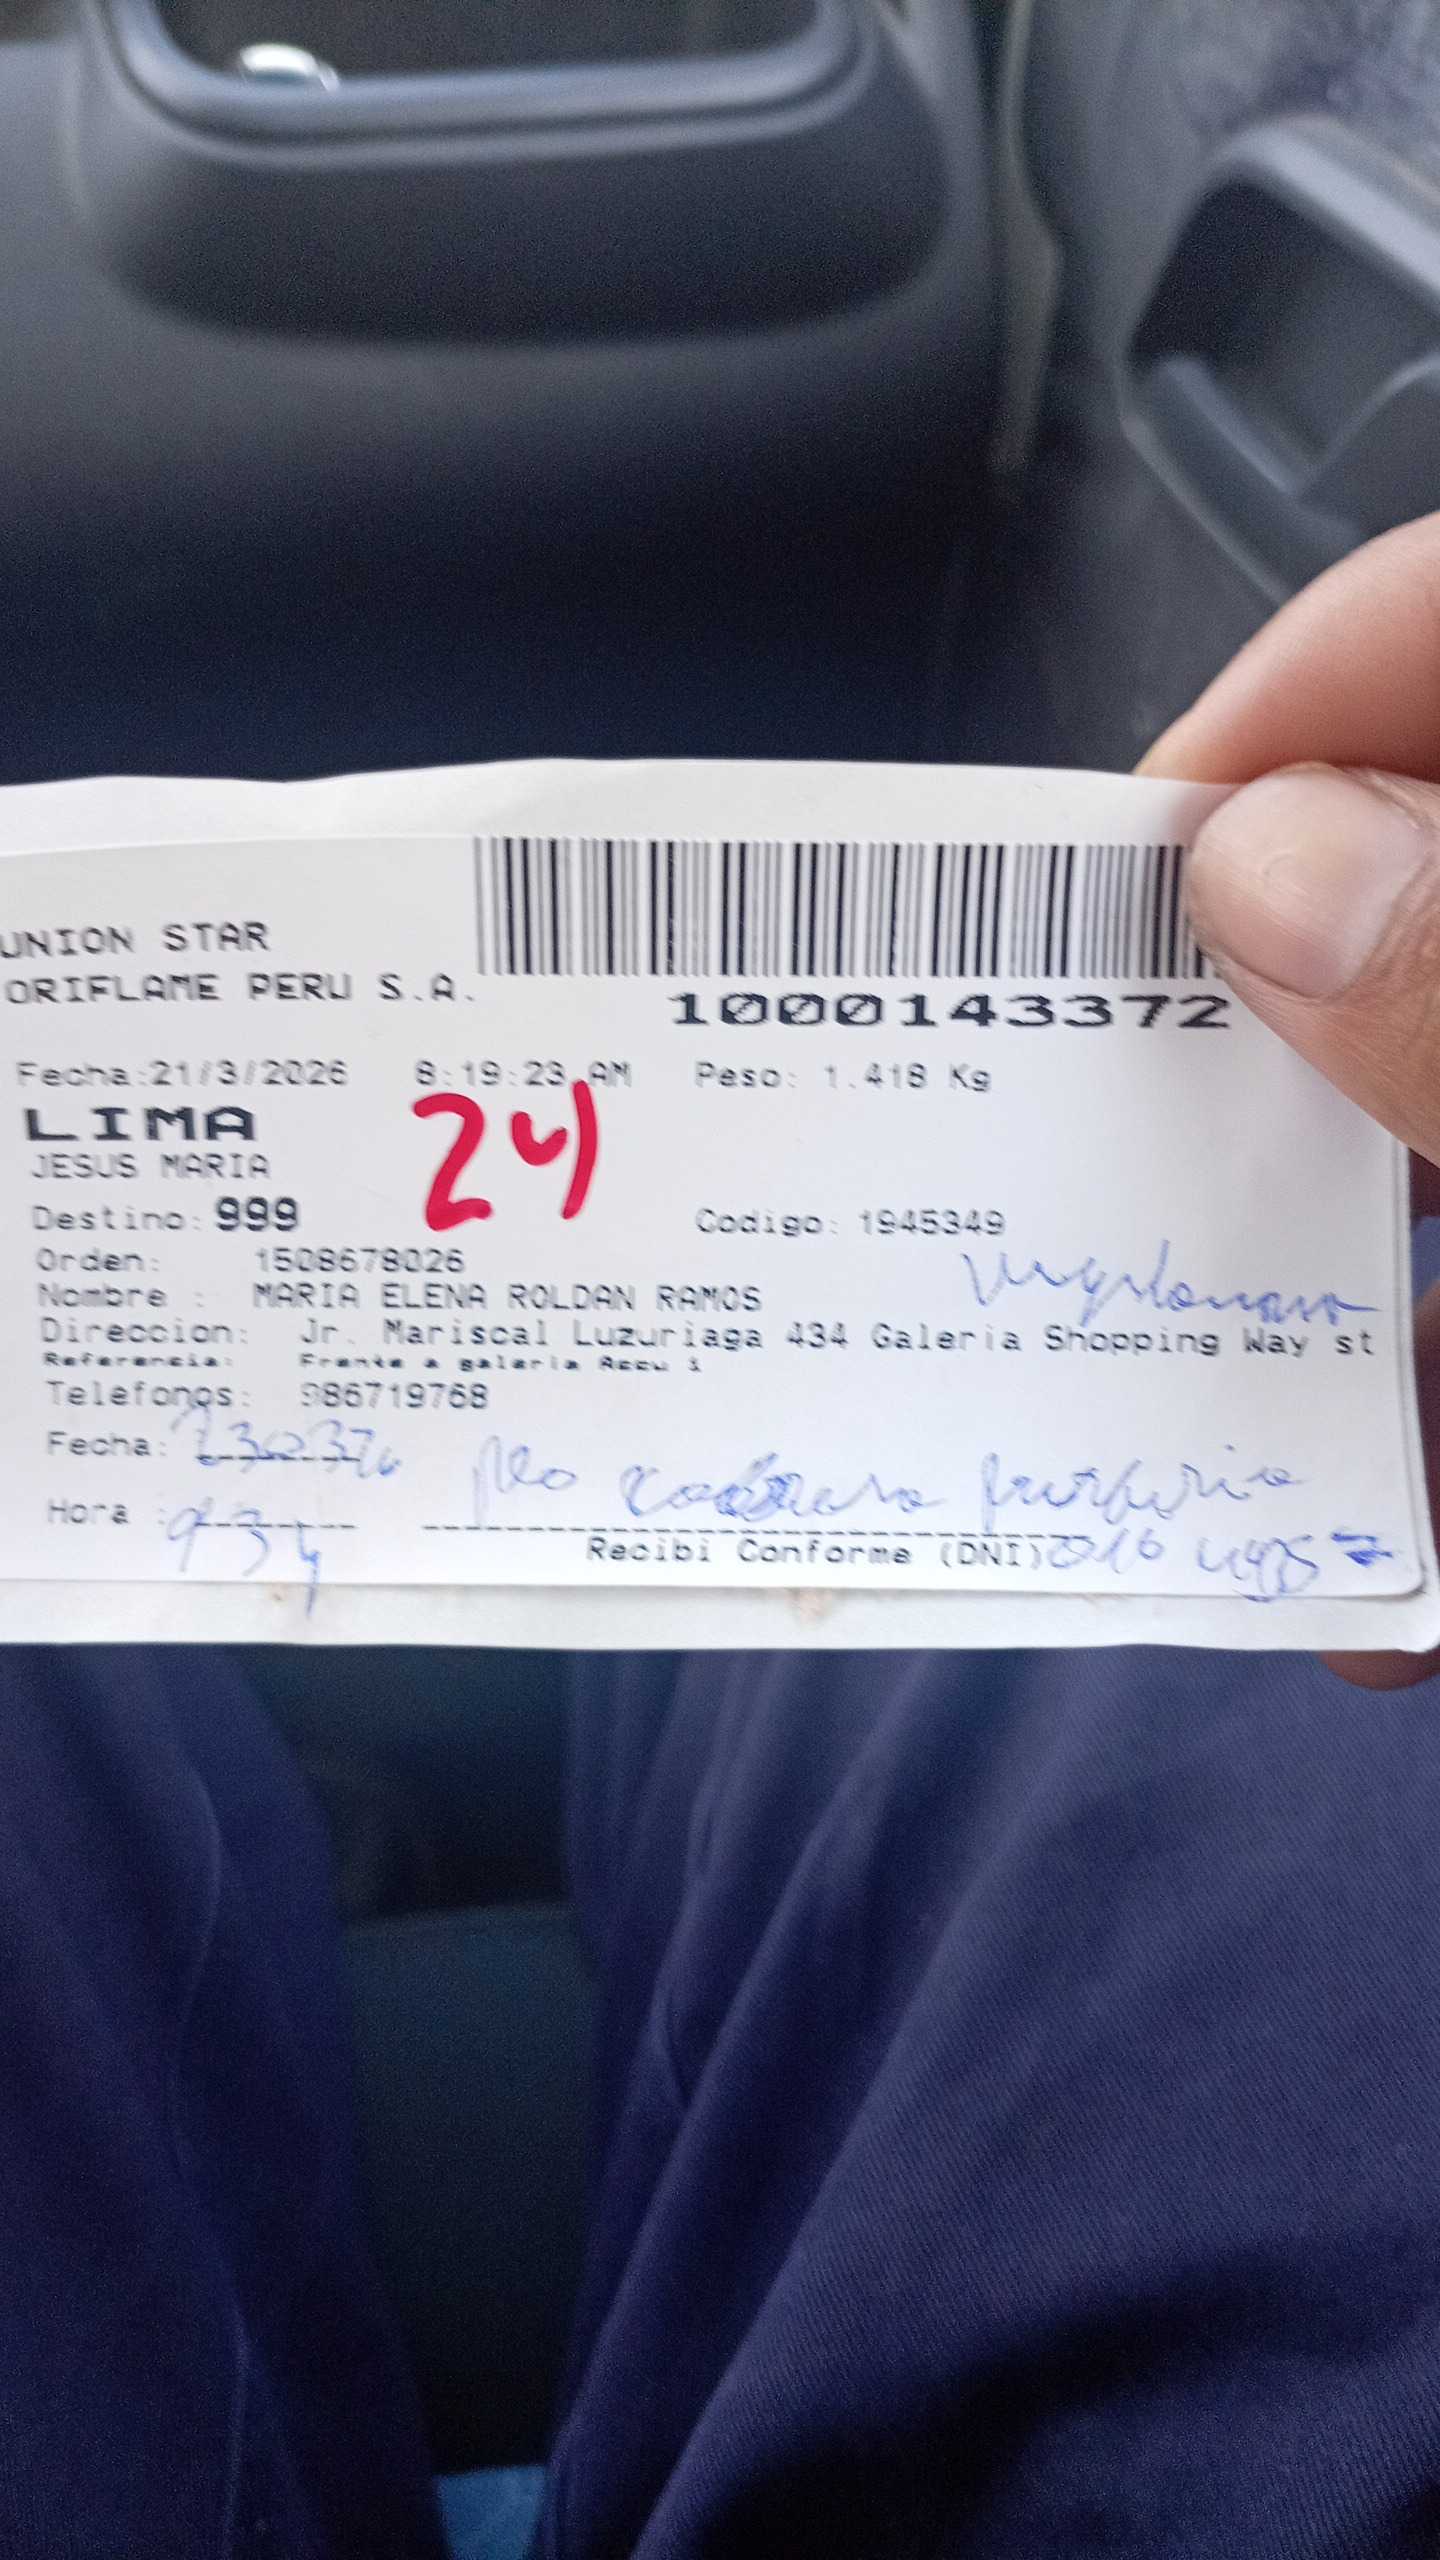 UNION STAR
ORIFLAME PERU S.A.
1000143372
Fecha:21/3/2026 8:19:23 AM Peso: 1.418 Kg
LIMA
24
JESUS MARIA
Destino: 999 Codigo: 1945349
Orden: 1508678026
Nombre : MARIA ELENA ROLDAN RAMOS
Direccion: Jr. Mariscal Luzuriaga 434 Galeria Shopping Way st
Referencia: Frente a galeria Accu i
Telefonos: 986719768
Fecha:
Hora : 934
Recibi Conforme (DNI)